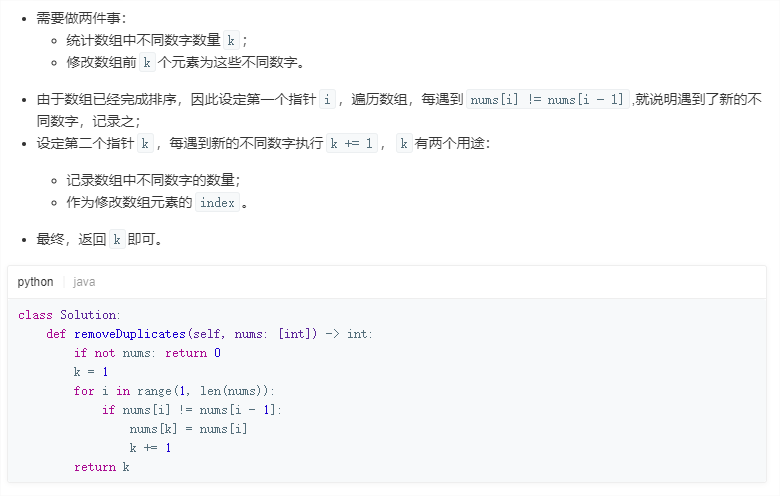 需要做两件事：
统计数组中不同数字数量 k；
修改数组前 k 个元素为这些不同数字。
由于数组已经完成排序，因此设定第一个指针 i，遍历数组，每遇到 nums[i] != nums[i - 1] ,就说明遇到了新的不
同数字，记录之；
设定第二个指针 k，每遇到新的不同数字执行 k += 1， k 有两个用途：
记录数组中不同数字的数量；
作为修改数组元素的 index。
最终，返回 k 即可。
python java
class Solution:
    def removeDuplicates(self, nums: [int]) -> int:
        if not nums: return 0
        k = 1
        for i in range(1, len(nums)):
            if nums[i] != nums[i - 1]:
                nums[k] = nums[i]
                k += 1
        return k